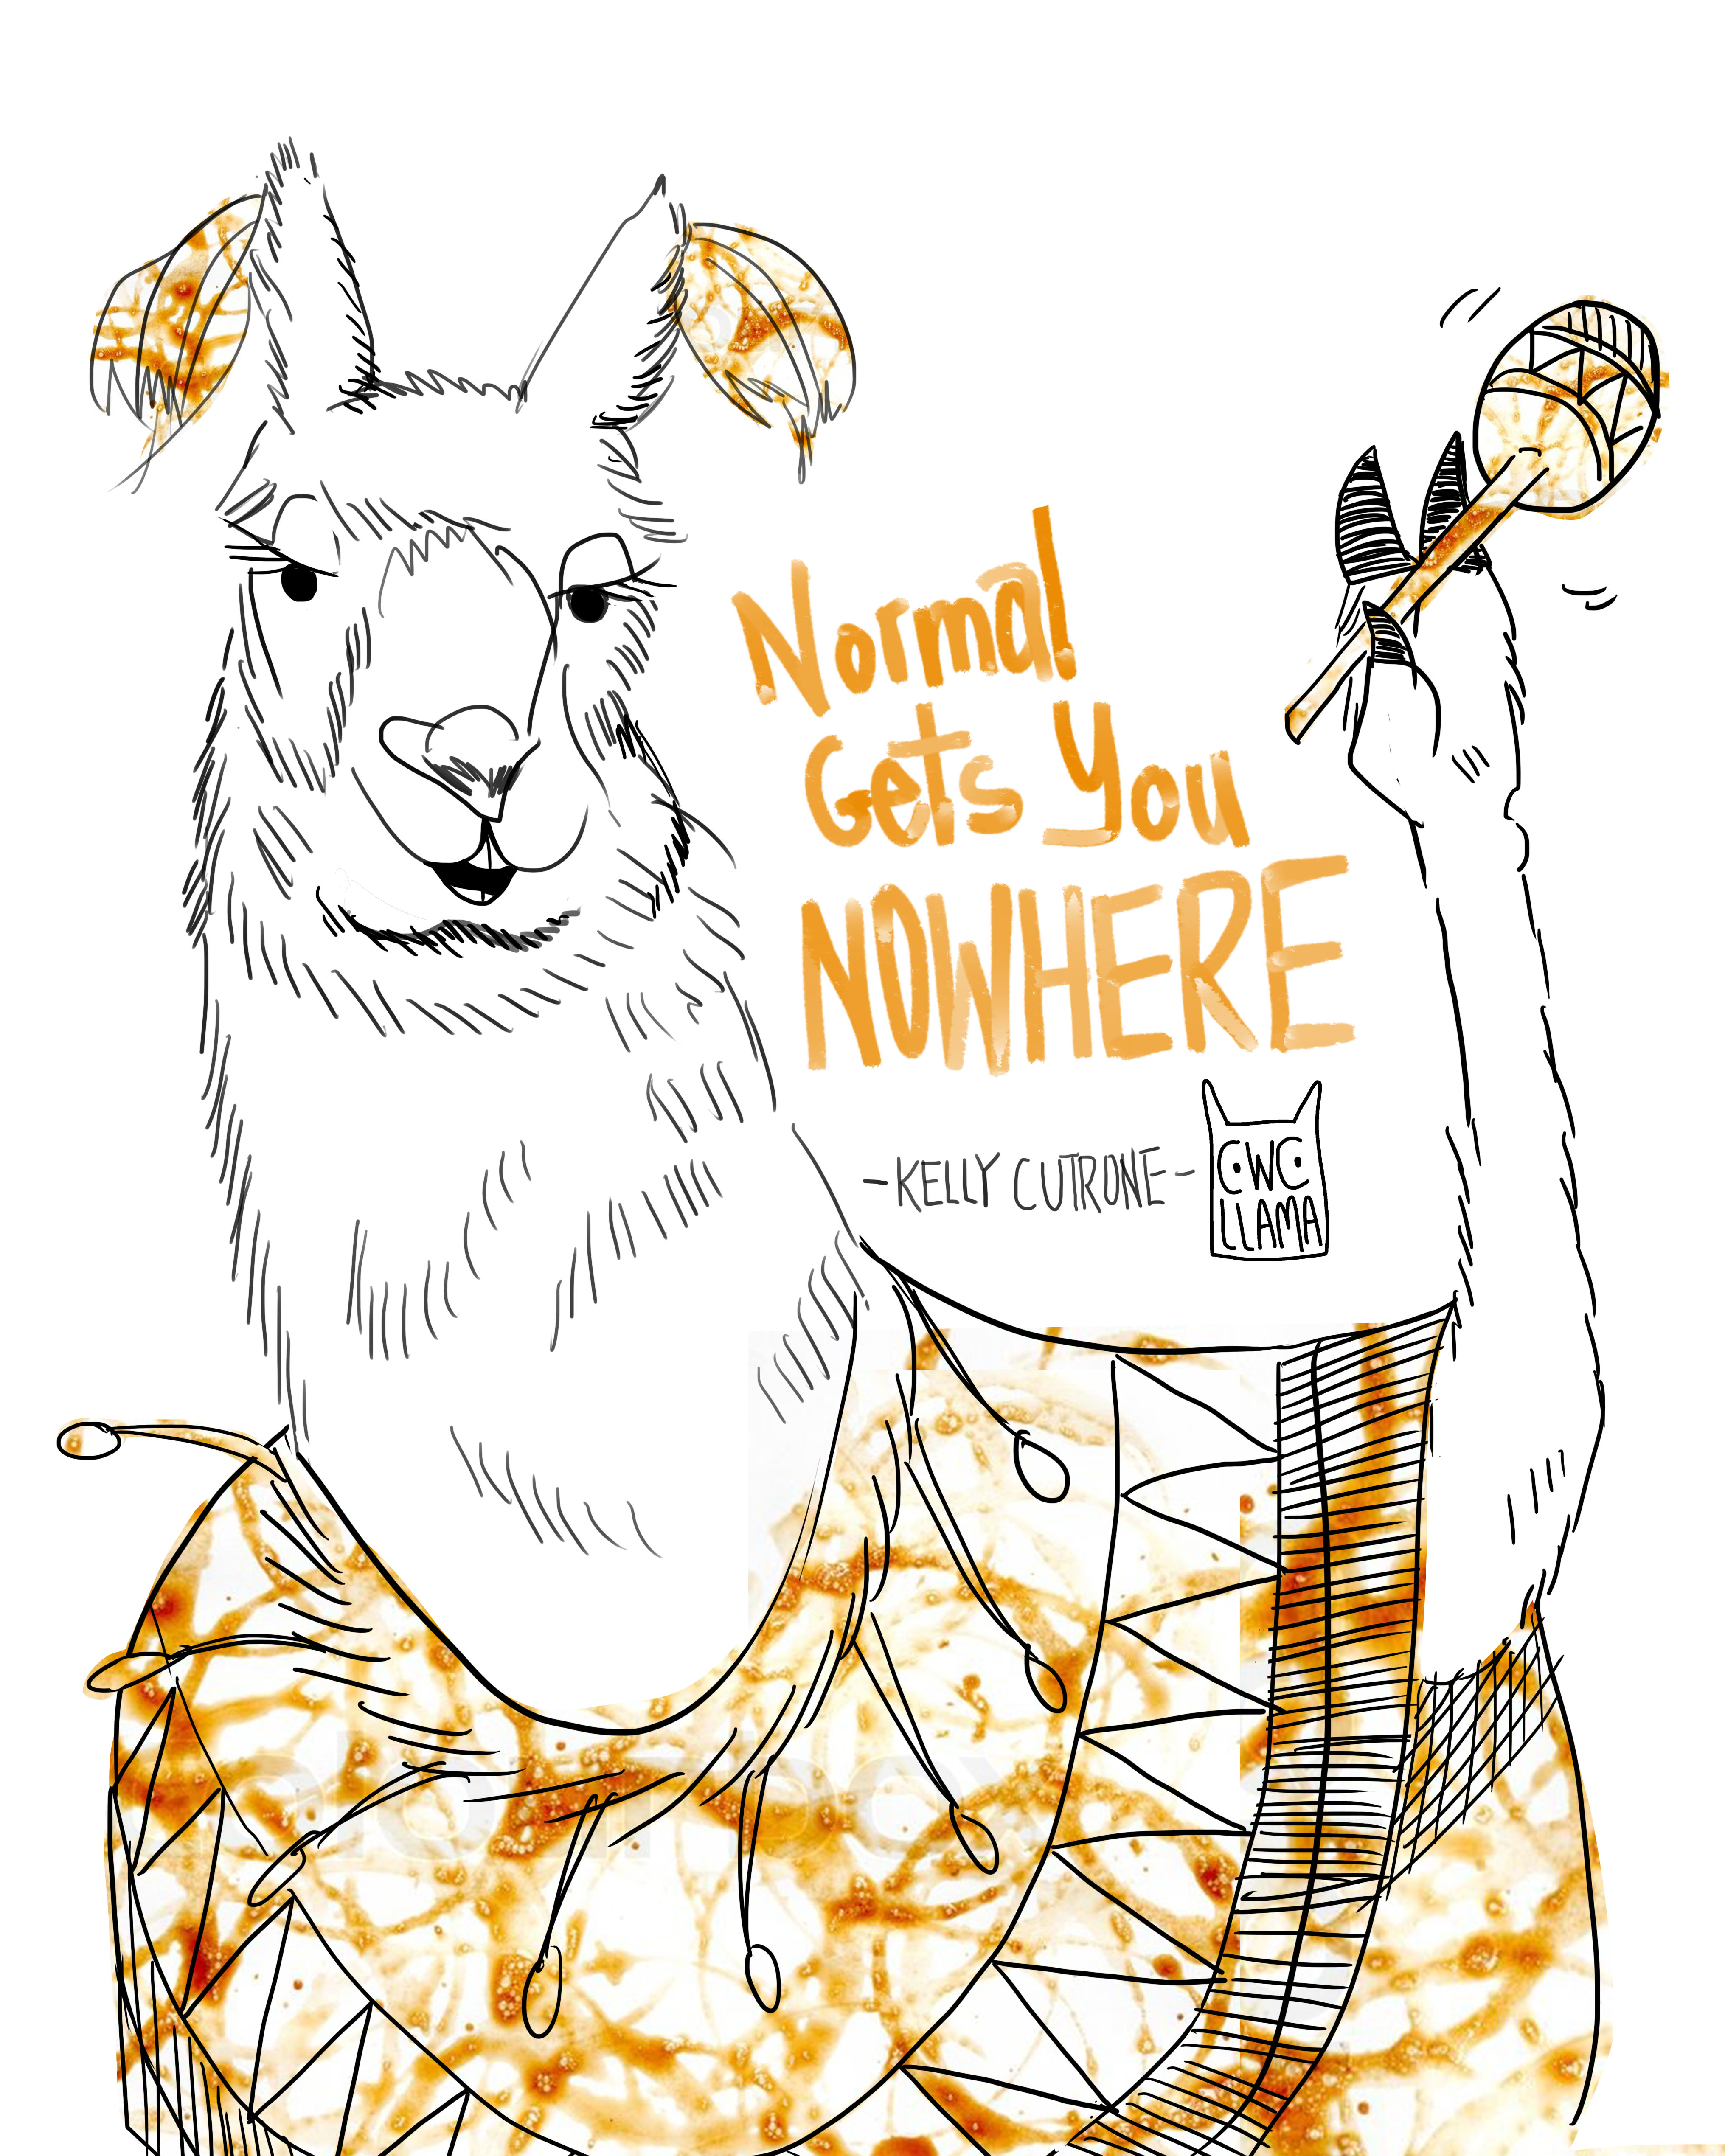 Normal
Gets You
NOWHERE
-KELLY CUTRONE-
CWC
LLAMA